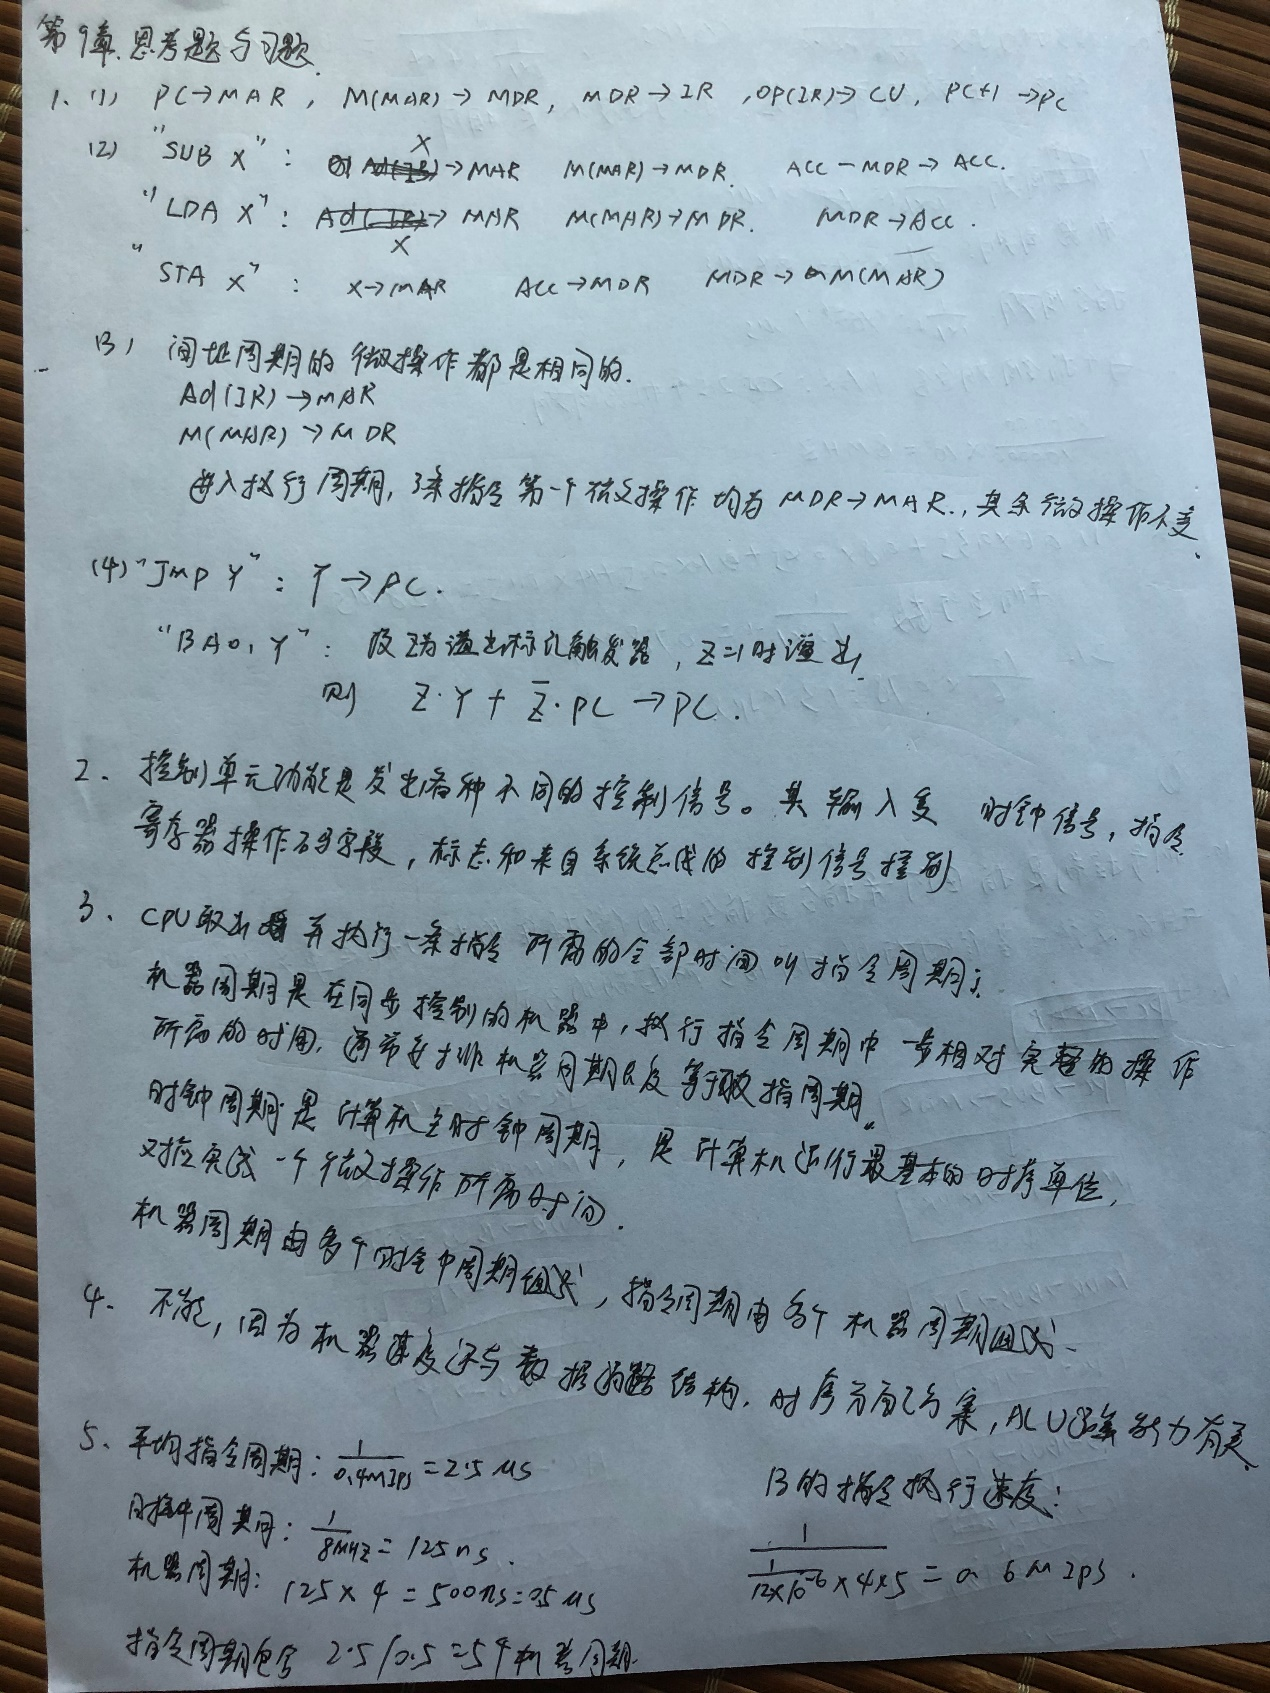 第9章 思考题与习题
1. (1) PC→MAR, M(MAR)→MDR, MDR→IR, OP(IR)→CU, PC+1→PC
(2) "SUB X": X→MAR M(MAR)→MDR. ACC-MDR→ACC.
"LDA X": X→MAR M(MAR)→MDR. MDR→ACC.
"STA X": X→MAR ACC→MDR MDR→M(MAR)
(3) 间址周期的微操作都是相同的.
Ad(IR)→MAR
M(MAR)→MDR
进入执行周期, 3条指令第一个微操作均为MDR→MAR., 其余微操作不变.
(4) "JMP Y": Y→PC.
"BAO, Y": 设Z为溢出标记触发器, Z=1时溢出.
则 Z·Y+Z̅·PC→PC.
2. 控制单元功能是发出各种不同的控制信号。其输入受 时钟信号, 指令
寄存器操作码字段, 标志和来自系统总线的控制信号控制
3. CPU取出并执行一条指令所需的全部时间叫指令周期;
机器周期是在同步控制的机器中, 执行指令周期中一步相对完整的操作
所需的时间, 通常安排机器周期长度等于取指周期.
时钟周期是计算机主时钟周期, 是计算机运行最基本的时序单位,
对应完成一个微操作所需时间.
机器周期由多个时钟周期组成, 指令周期由多个机器周期组成.
4. 不能, 因为机器速度还与数据通路结构, 时序分配方案, ALU运算能力有关.
5. 平均指令周期: 1/0.4MIPS=2.5μs
时钟周期: 1/8MHZ=125ns.
机器周期: 125×4=500ns=0.5μs
指令周期包含 2.5/0.5=5个机器周期.
B的指令执行速度:
1/(1/12×10⁻⁶×4×5)=0.6MIPS.